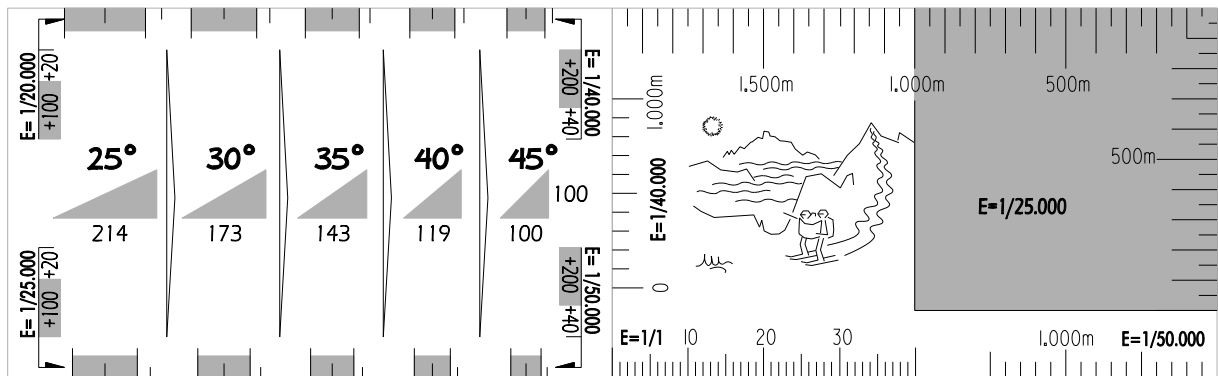 E= 1/20.000
+100 +20
E= 1/25.000
+100 +20
25° 30° 35° 40° 45°
214 173 143 119 100
100
E= 1/40.000
+200 +40
E= 1/50.000
+200 +40
1.500m 1.000m 500m
1.000m
500m
E=1/40.000
E=1/25.000
0
E=1/1 10 20 30
1.000m E=1/50.000